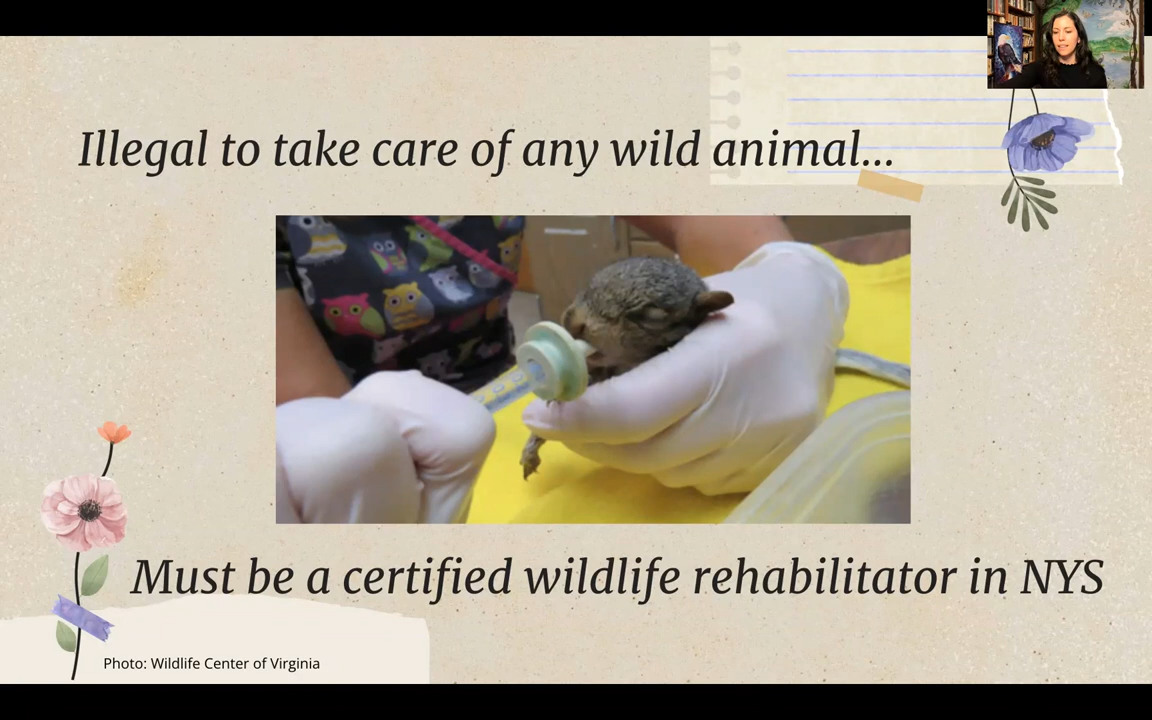 Illegal to take care of any wild animal...
Must be a certified wildlife rehabilitator in NYS
Photo: Wildlife Center of Virginia